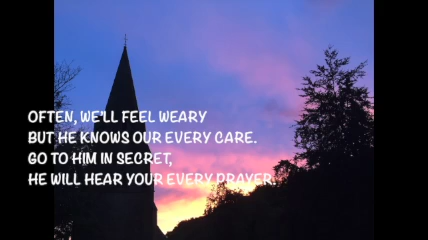 OFTEN, WE'LL FEEL WEARY
BUT HE KNOWS OUR EVERY CARE.
GO TO HIM IN SECRET,
HE WILL HEAR YOUR EVERY PRAYER.